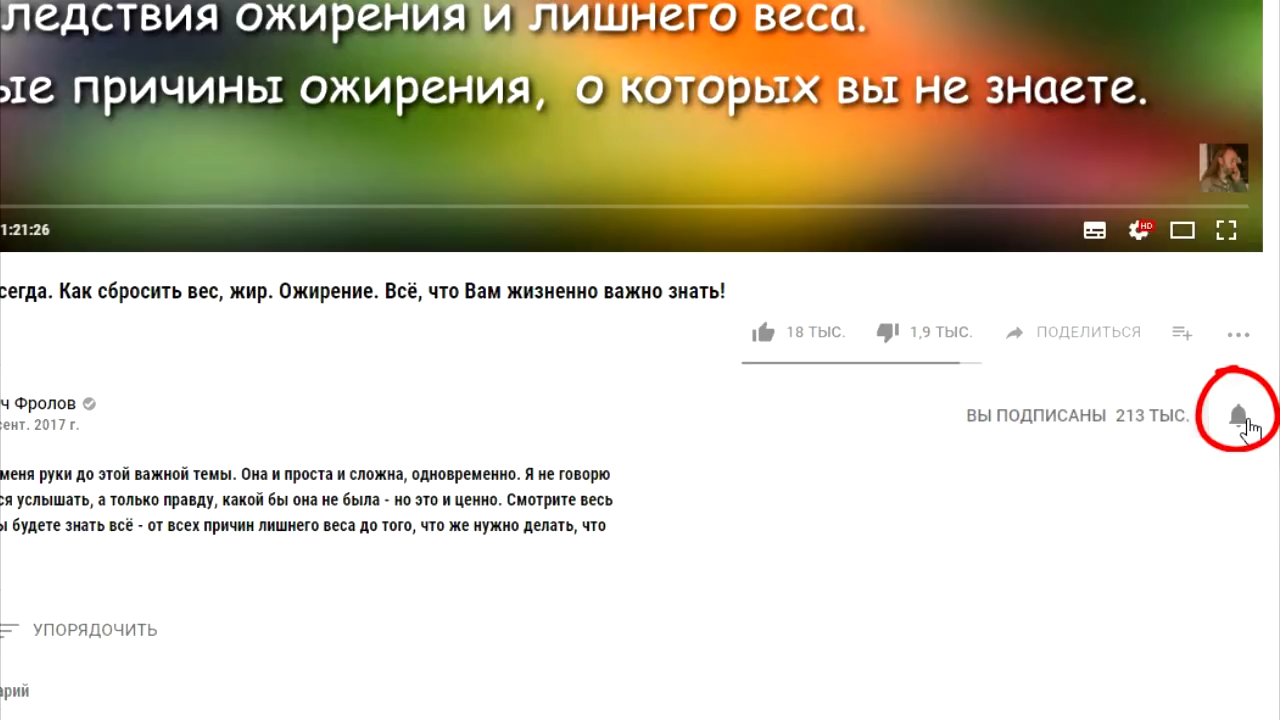 ледствия ожирения и лишнего веса.
ые причины ожирения, о которых вы не знаете.
1:21:26
HD
сегда. Как сбросить вес, жир. Ожирение. Всё, что Вам жизненно важно знать!
18 ТЫС. 1,9 ТЫС. ПОДЕЛИТЬСЯ
ч Фролов
сент. 2017 г.
ВЫ ПОДПИСАНЫ 213 ТЫС.
меня руки до этой важной темы. Она и проста и сложна, одновременно. Я не говорю
ся услышать, а только правду, какой бы она не была - но это и ценно. Смотрите весь
ы будете знать всё - от всех причин лишнего веса до того, что же нужно делать, что
УПОРЯДОЧИТЬ
арий